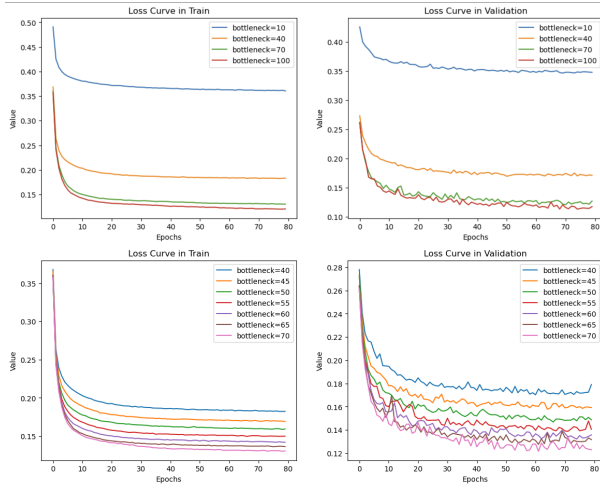 Loss Curve in Train
0.50
0.45
0.40
0.35
0.30
0.25
0.20
0.15
Value
0 10 20 30 40 50 60 70 80
Epochs
bottleneck=10
bottleneck=40
bottleneck=70
bottleneck=100
Loss Curve in Validation
0.40
0.35
0.30
0.25
0.20
0.15
0.10
Value
0 10 20 30 40 50 60 70 80
Epochs
bottleneck=10
bottleneck=40
bottleneck=70
bottleneck=100
Loss Curve in Train
0.35
0.30
0.25
0.20
0.15
Value
0 10 20 30 40 50 60 70 80
Epochs
bottleneck=40
bottleneck=45
bottleneck=50
bottleneck=55
bottleneck=60
bottleneck=65
bottleneck=70
Loss Curve in Validation
0.28
0.26
0.24
0.22
0.20
0.18
0.16
0.14
0.12
Value
0 10 20 30 40 50 60 70 80
Epochs
bottleneck=40
bottleneck=45
bottleneck=50
bottleneck=55
bottleneck=60
bottleneck=65
bottleneck=70